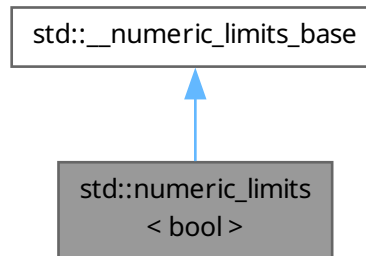 std::__numeric_limits_base
std::numeric_limits
< bool >